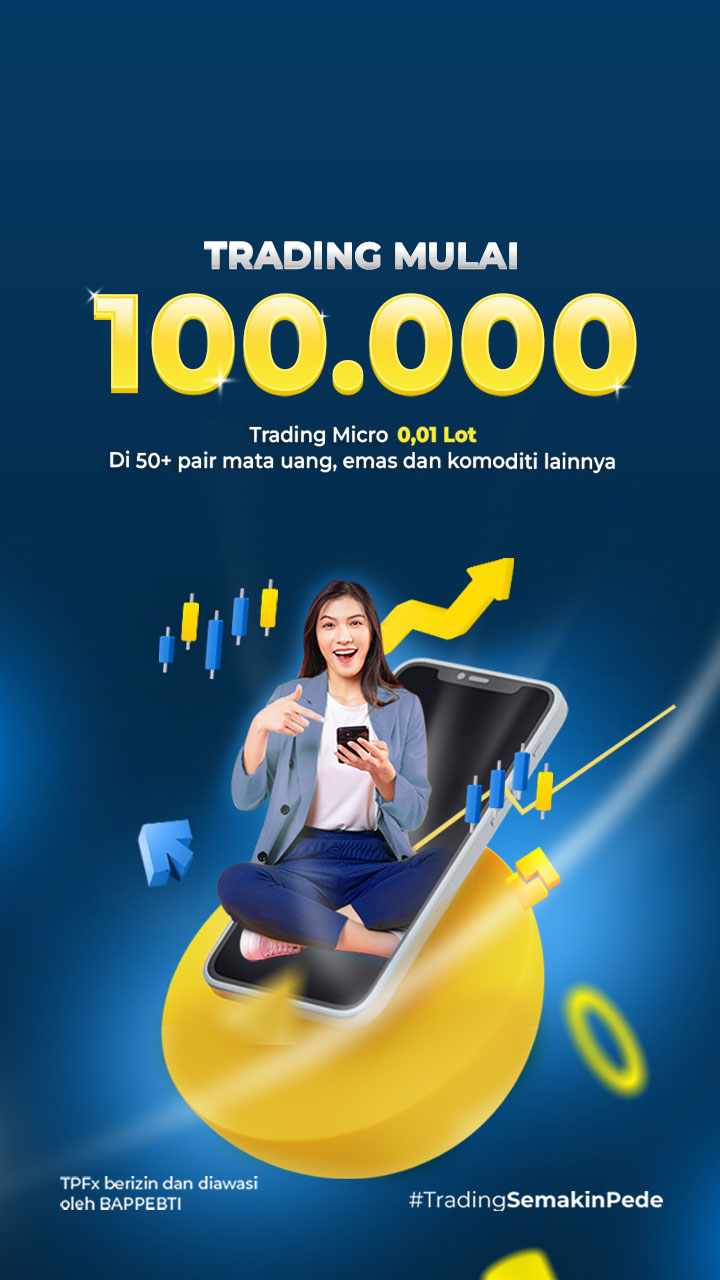 TRADING MULAI
100.000
Trading Micro 0,01 Lot
Di 50+ pair mata uang, emas dan komoditi lainnya
TPFx berizin dan diawasi
oleh BAPPEBTI
#TradingSemakinPede